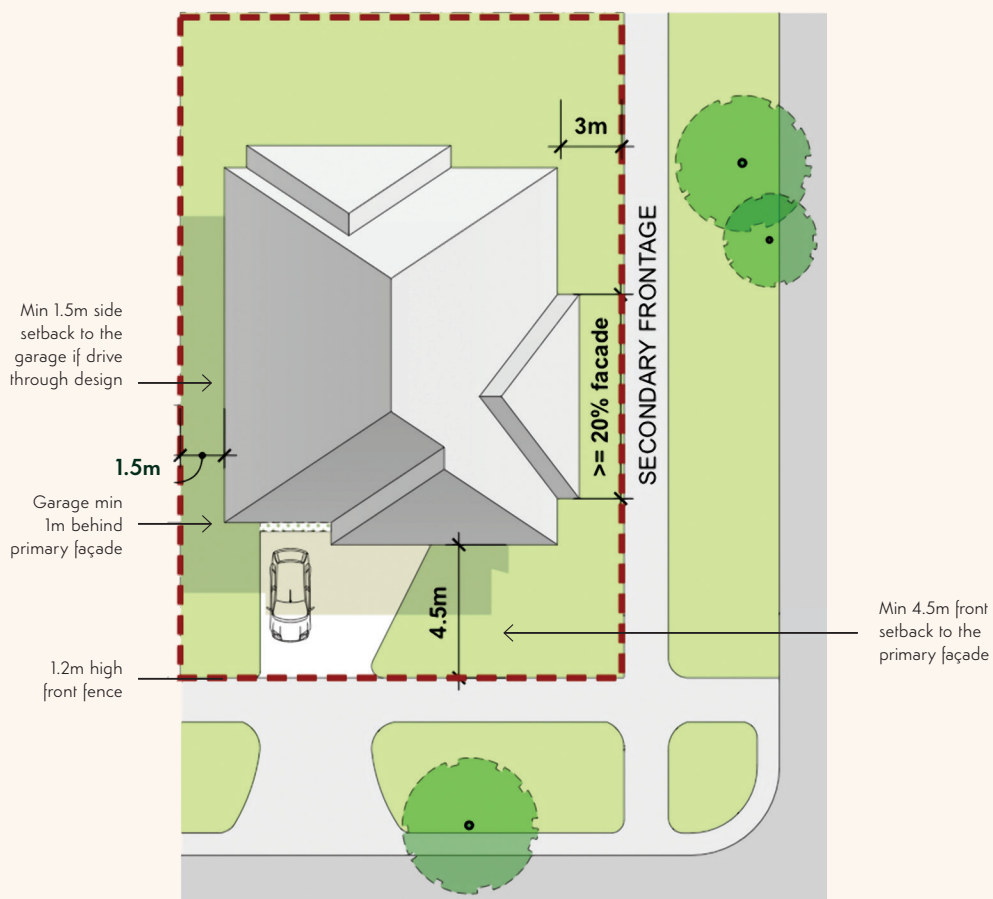 3m
SECONDARY FRONTAGE
>= 20% facade
Min 1.5m side
setback to the
garage if drive
through design
1.5m
Garage min
1m behind
primary façade
4.5m
Min 4.5m front
setback to the
primary façade
1.2m high
front fence